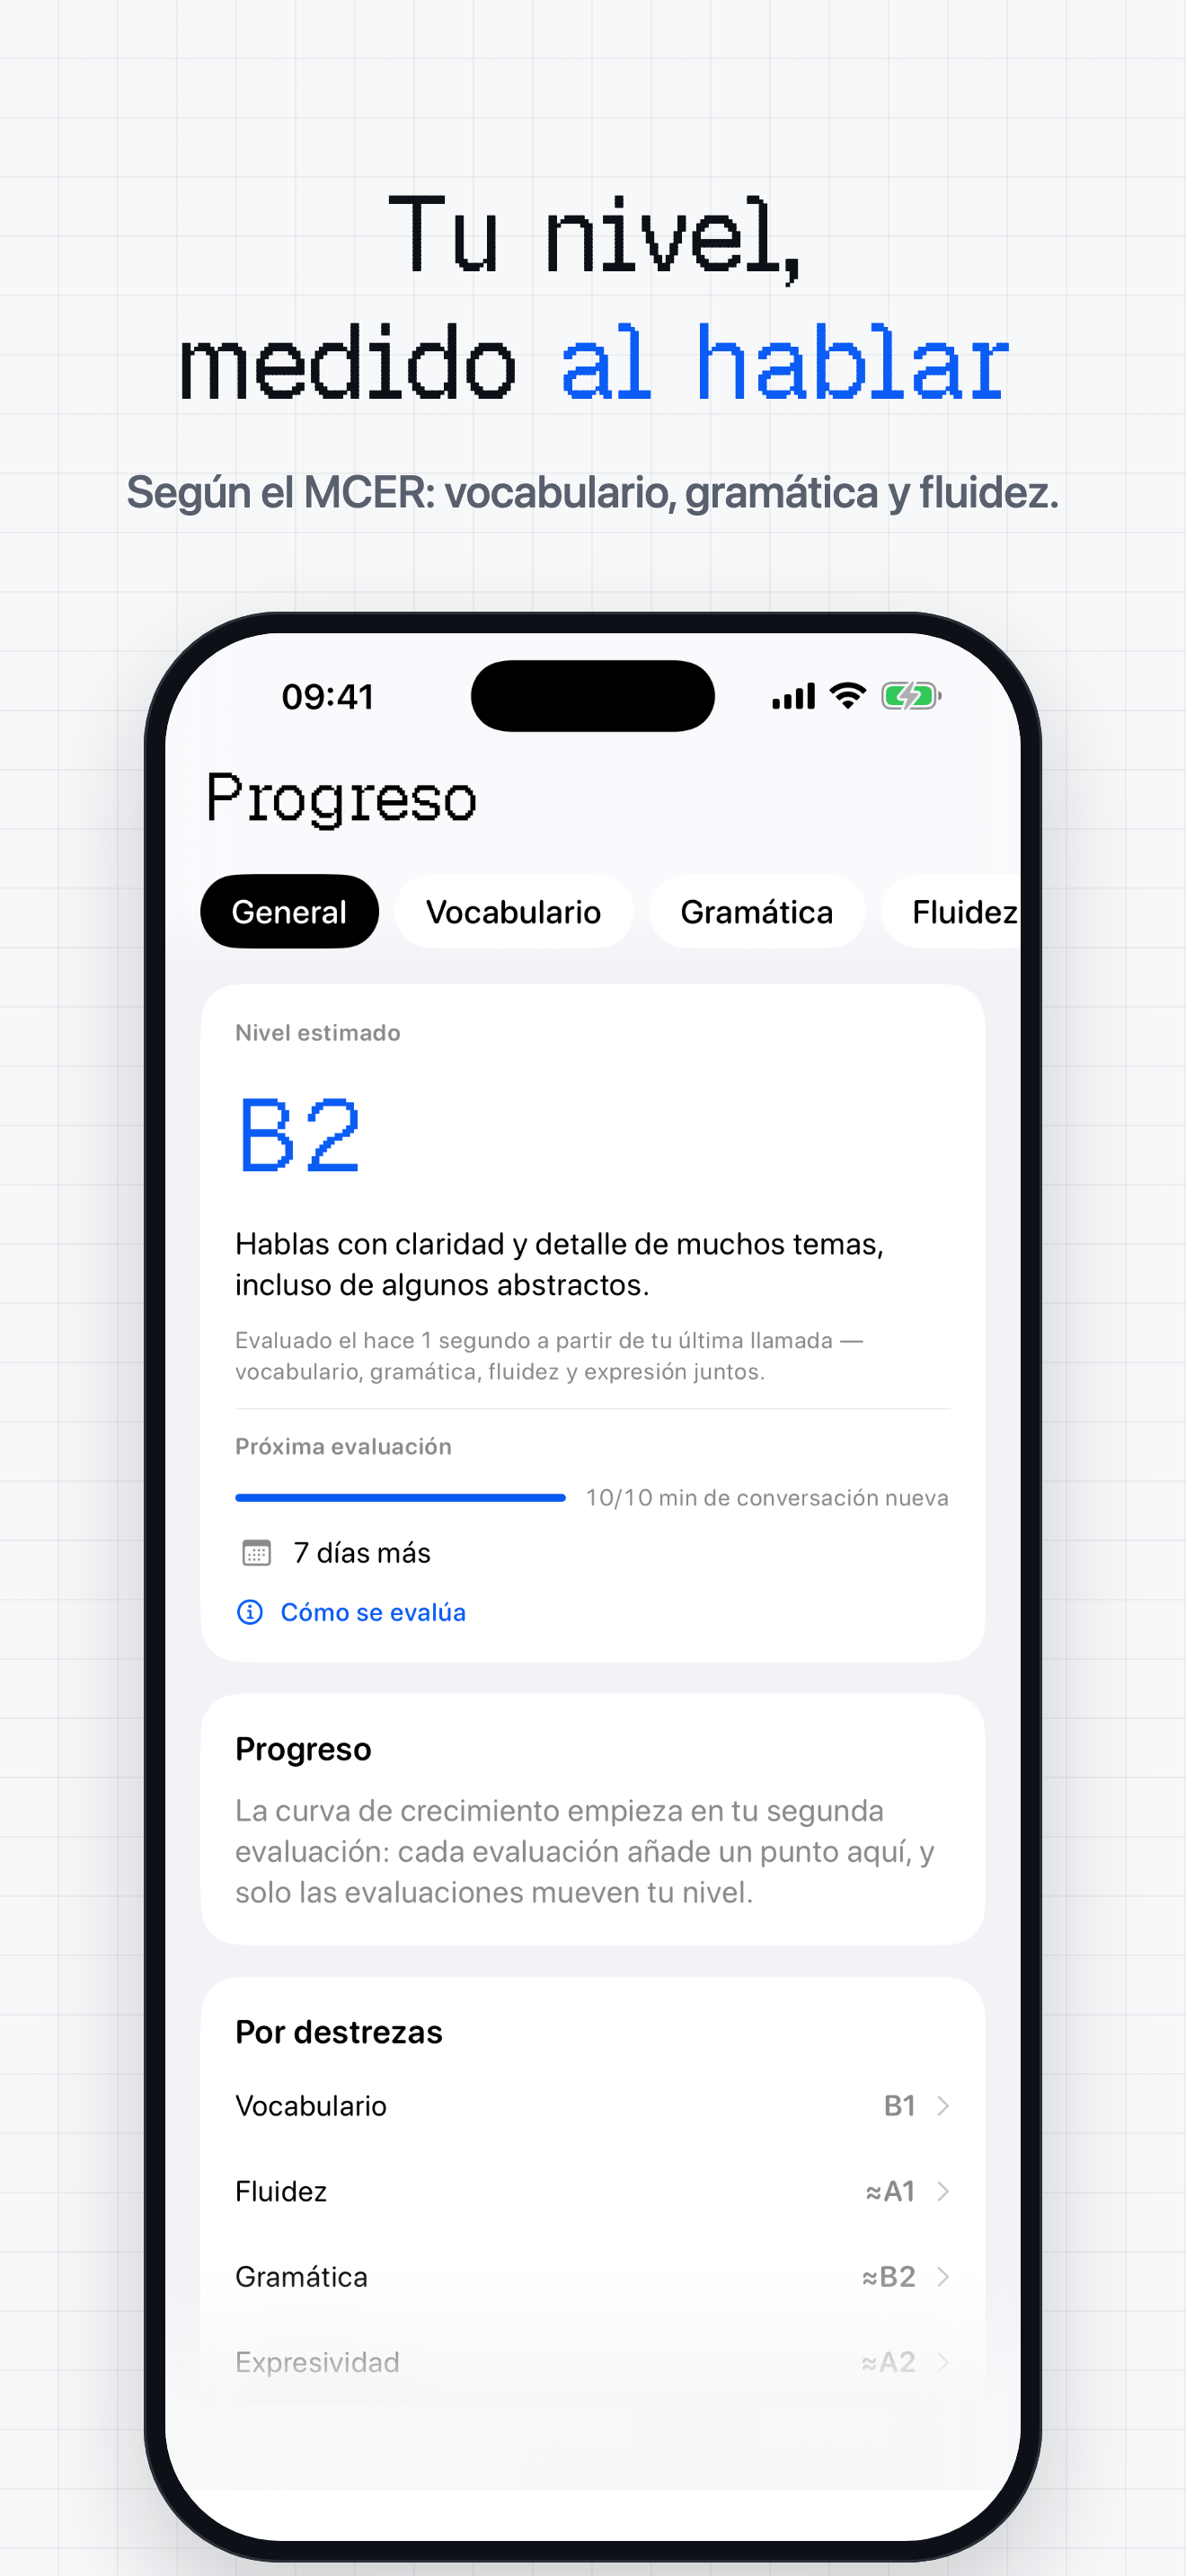 Tu nivel,
medido al hablar
Según el MCER: vocabulario, gramática y fluidez.
09:41
Progreso
General Vocabulario Gramática Fluidez
Nivel estimado
B2
Hablas con claridad y detalle de muchos temas,
incluso de algunos abstractos.
Evaluado el hace 1 segundo a partir de tu última llamada —
vocabulario, gramática, fluidez y expresión juntos.
Próxima evaluación
10/10 min de conversación nueva
7 días más
Cómo se evalúa
Progreso
La curva de crecimiento empieza en tu segunda
evaluación: cada evaluación añade un punto aquí, y
solo las evaluaciones mueven tu nivel.
Por destrezas
Vocabulario B1
Fluidez ≈A1
Gramática ≈B2
Expresividad ≈A2